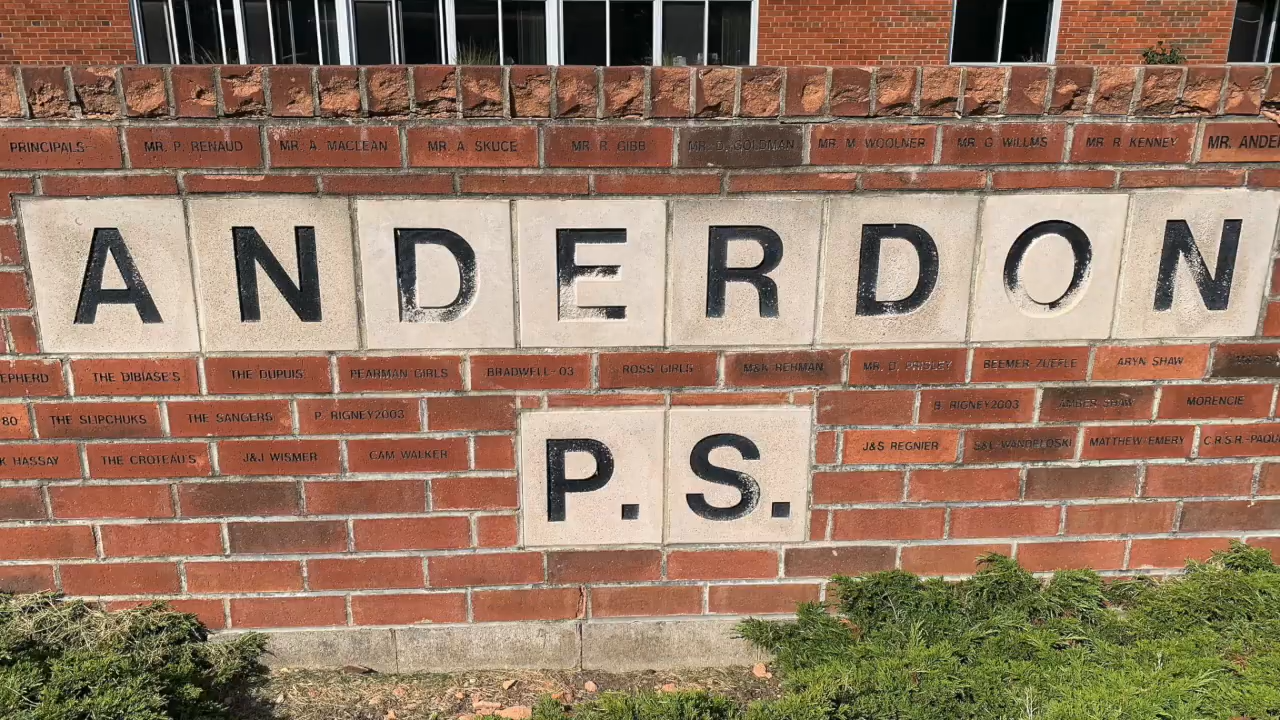 PRINCIPALS- MR. P. RENAUD MR. A. MACLEAN MR. A. SKUCE MR. R. GIBB MR. D. GOLDMAN MR. M. WOOLNER MR. G. WILLMS MR. R. KENNEY MR. ANDE
ANDERDON
EPHERD THE DIBIASE'S THE DUPUIS PEARMAN GIRLS BRADWELL-03 ROSS GIRLS M&K REHMAN MR. D. PRISLEY BEEMER ZUEFLE ARYN SHAW
80 THE SLIPCHUKS THE SANGERS P. RIGNEY2003 B. RIGNEY2003 AMBER SHAW MORENCIE
K HASSAY THE CROTEAU'S J&J WISMER CAM WALKER J&S REGNIER S&L WANDELOSKI MATTHEW EMERY
P. S.